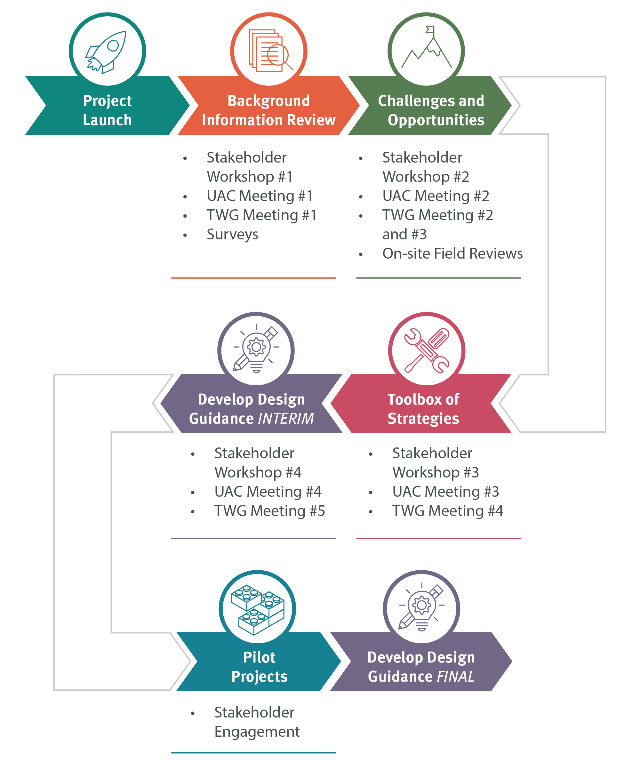 Project
Launch
Background
Information Review
Challenges and
Opportunities
• Stakeholder
Workshop #1
• UAC Meeting #1
• TWG Meeting #1
• Surveys
• Stakeholder
Workshop #2
• UAC Meeting #2
• TWG Meeting #2
and #3
• On-site Field Reviews
Toolbox of
Strategies
• Stakeholder
Workshop #3
• UAC Meeting #3
• TWG Meeting #4
Develop Design
Guidance INTERIM
• Stakeholder
Workshop #4
• UAC Meeting #4
• TWG Meeting #5
Pilot
Projects
• Stakeholder
Engagement
Develop Design
Guidance FINAL